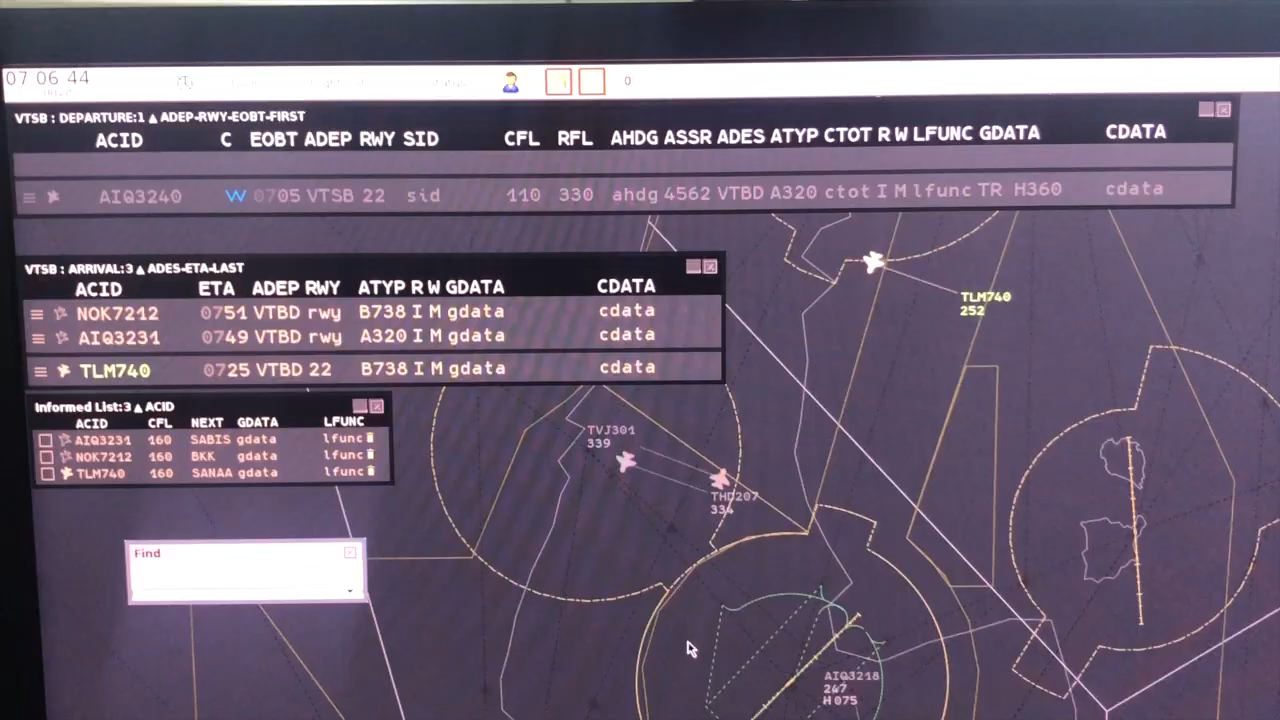 07 06 44
0
VTSB : DEPARTURE:1 ▲ ADEP-RWY-EOBT-FIRST
ACID C EOBT ADEP RWY SID CFL RFL AHDG ASSR ADES ATYP CTOT R W LFUNC GDATA CDATA
AIQ3240 W 0705 VTSB 22 sid 110 330 ahdg 4562 VTBD A320 ctot I M lfunc TR H360 cdata
VTSB : ARRIVAL:3 ▲ ADES-ETA-LAST
ACID ETA ADEP RWY ATYP R W GDATA CDATA
NOK7212 0751 VTBD rwy B738 I M gdata cdata
AIQ3231 0749 VTBD rwy A320 I M gdata cdata
TLM740 0725 VTBD 22 B738 I M gdata cdata
TLM740
252
Informed List:3 ▲ ACID
ACID CFL NEXT GDATA LFUNC
AIQ3231 160 SABIS gdata lfunc
NOK7212 160 BKK gdata lfunc
TLM740 160 SANAA gdata lfunc
TVJ301
339
THD207
334
Find
AIQ3218
247
H075